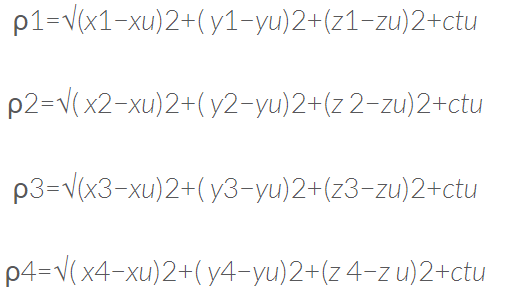 ρ1=√(x1−xu)2+( y1−yu)2+(z1−zu)2+ctu
ρ2=√( x2−xu)2+( y2−yu)2+(z 2−zu)2+ctu
ρ3=√(x3−xu)2+( y3−yu)2+(z3−zu)2+ctu
ρ4=√( x4−xu)2+( y4−yu)2+(z 4−z u)2+ctu